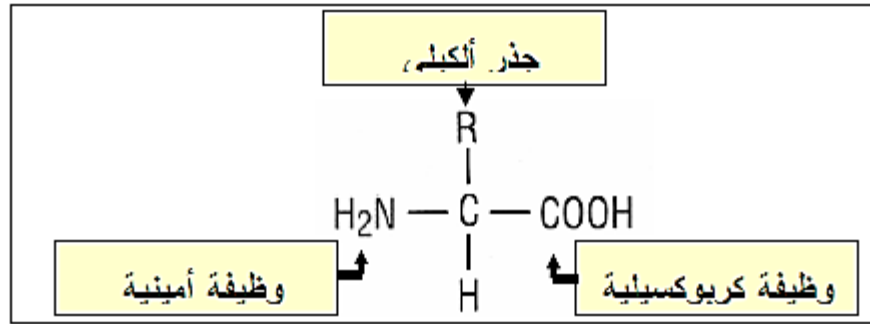 جذر ألكيلي
R
H₂N — C — COOH
H
وظيفة أمينية
وظيفة كربوكسيلية